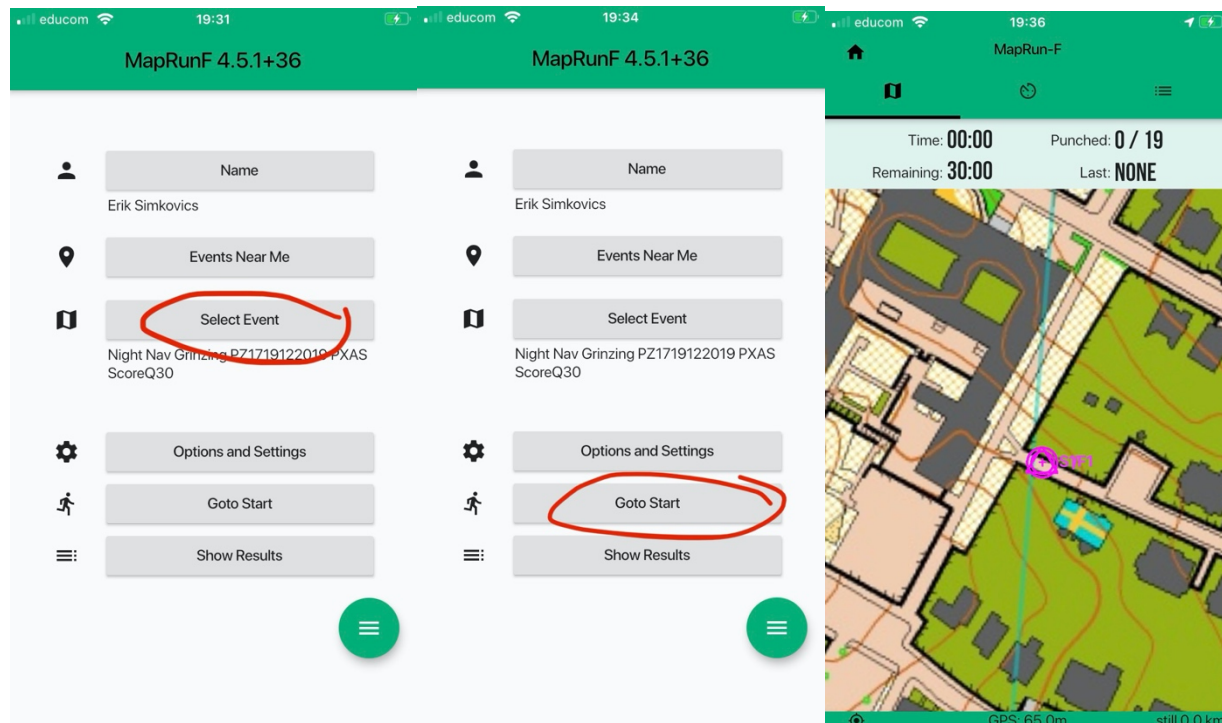 educom 19:31
MapRunF 4.5.1+36
Name
Erik Simkovics
Events Near Me
Select Event
Night Nav Grinzing PZ1719122019 PXAS
ScoreQ30
Options and Settings
Goto Start
Show Results
educom 19:34
MapRunF 4.5.1+36
Name
Erik Simkovics
Events Near Me
Select Event
Night Nav Grinzing PZ1719122019 PXAS
ScoreQ30
Options and Settings
Goto Start
Show Results
educom 19:36
MapRun-F
Time: 00:00 Punched: 0 / 19
Remaining: 30:00 Last: NONE
GPS: 65.0m still 0.0 km